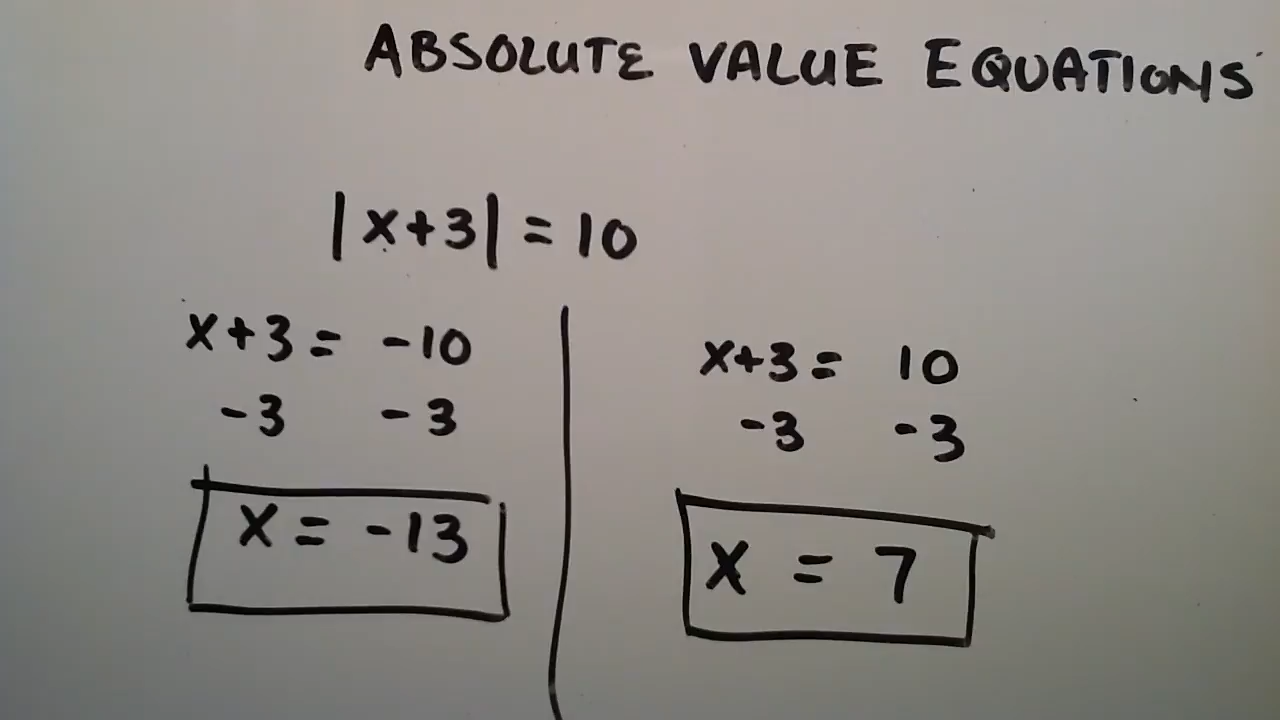 ABSOLUTE VALUE EQUATIONS
|x+3| = 10
x+3 = -10
-3 -3
x = -13
x+3 = 10
-3 -3
x = 7